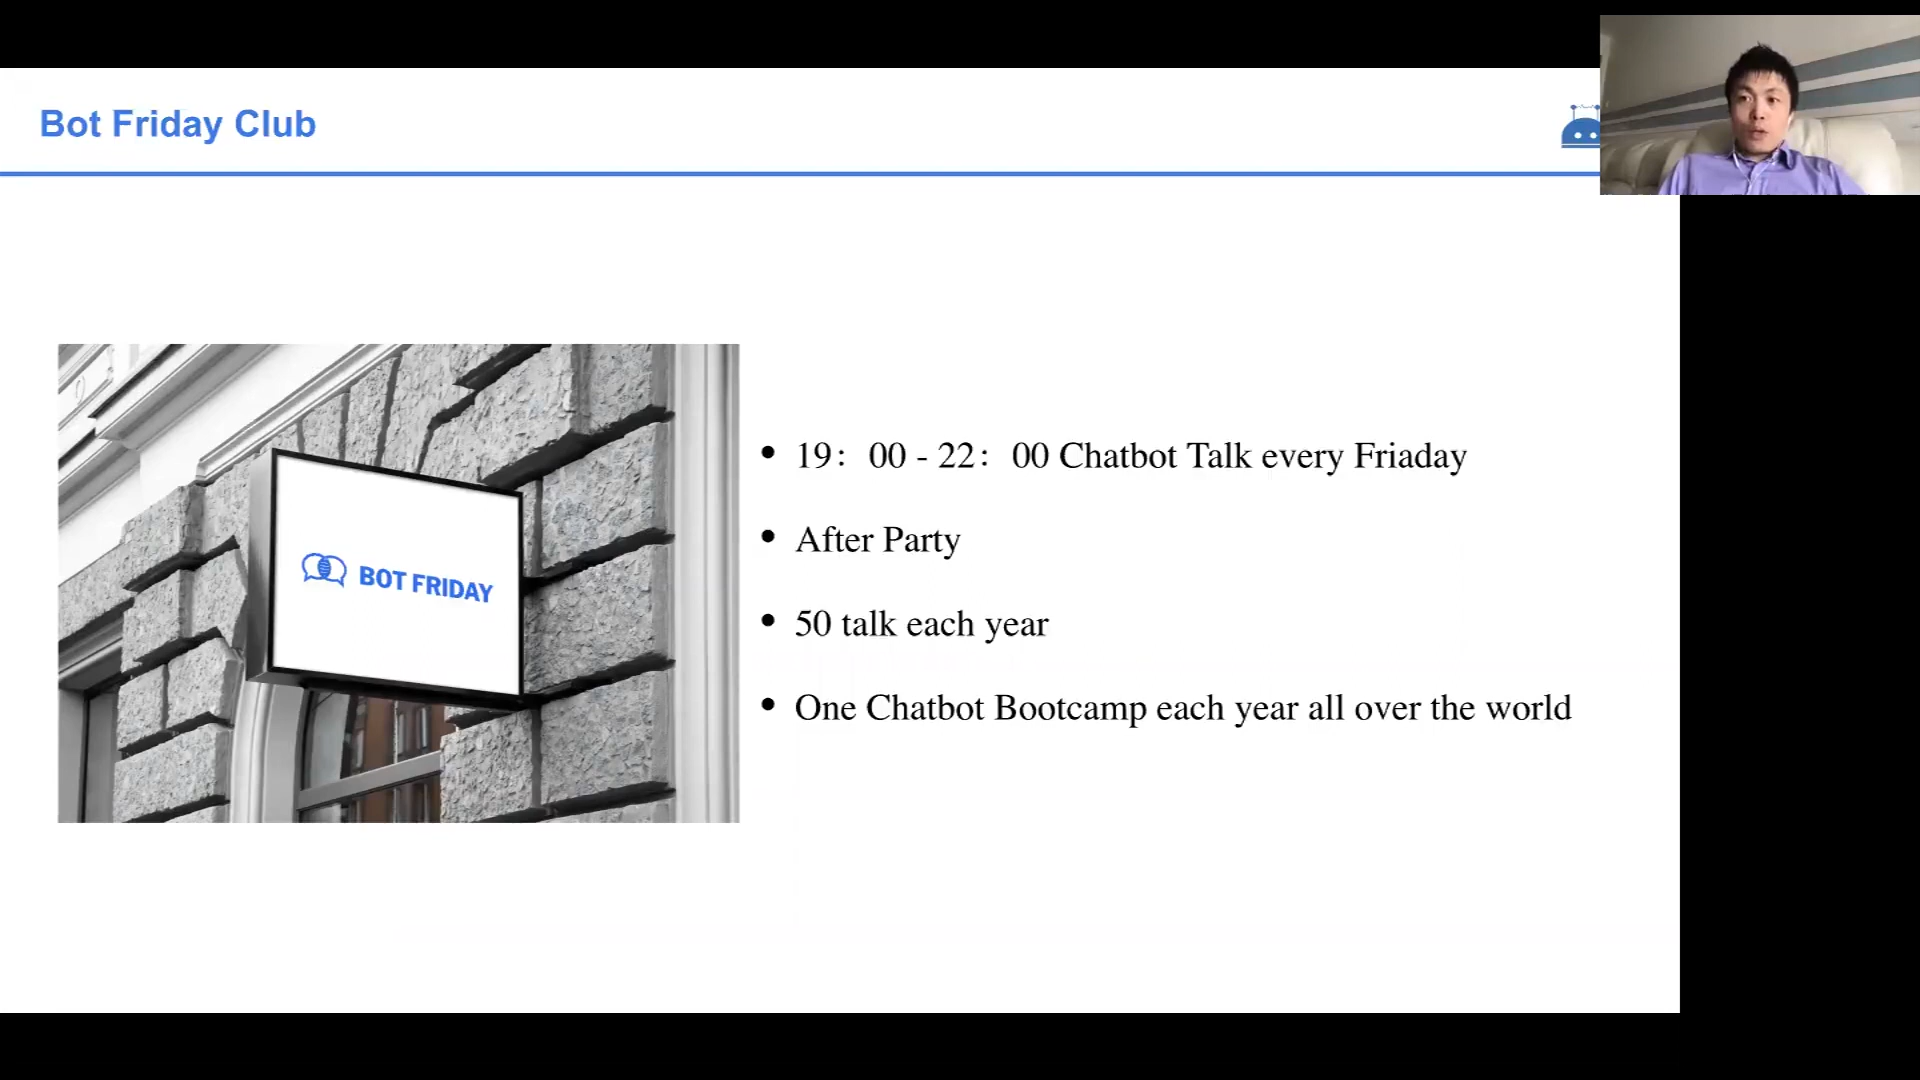 Bot Friday Club
BOT FRIDAY
• 19：00 - 22：00 Chatbot Talk every Friaday
• After Party
• 50 talk each year
• One Chatbot Bootcamp each year all over the world